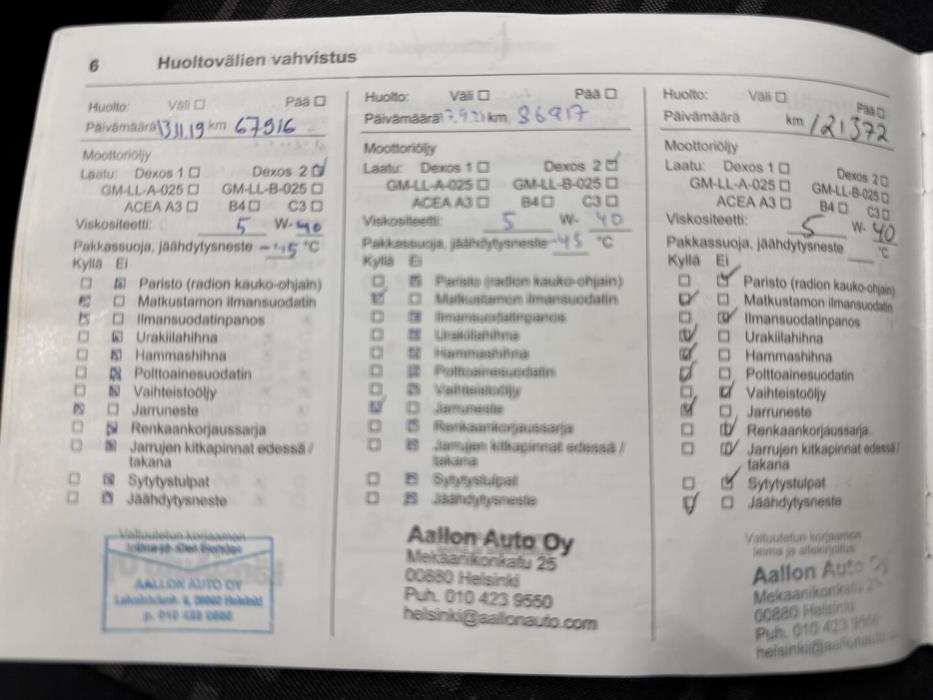 6 Huoltovälien vahvistus
Huolto: Väli Pää
Päivämäärä 13.11.19 km 67916
Moottoriöljy
Laatu: Dexos 1 Dexos 2
GM-LL-A-025 GM-LL-B-025
ACEA A3 B4 C3
Viskositeetti: 5 W- 40
Pakkassuoja, jäähdytysneste °C
Kyllä Ei
Paristo (radion kauko-ohjain)
Matkustamon ilmansuodatin
Ilmansuodatinpanos
Urakiilahihna
Hammashihna
Polttoainesuodatin
Vaihteistoöljy
Jarruneste
Renkaankorjaussarja
Jarrujen kitkapinnat edessä /
takana
Sytytystulpat
Jäähdytysneste
Valtuutetun korjaamon
AALLON AUTO OY
Huolto: Väli Pää
Päivämäärä km 86917
Moottoriöljy
Laatu: Dexos 1 Dexos 2
GM-LL-A-025 GM-LL-B-025
ACEA A3 B4 C3
Viskositeetti: 5 W- 40
Pakkassuoja, jäähdytysneste -45 °C
Kyllä Ei
Paristo (radion kauko-ohjain)
Matkustamon ilmansuodatin
Ilmansuodatinpanos
Urakiilahihna
Hammashihna
Polttoainesuodatin
Vaihteistoöljy
Jarruneste
Renkaankorjaussarja
Jarrujen kitkapinnat edessä /
takana
Sytytystulpat
Jäähdytysneste
Aallon Auto Oy
Mekaanikonkatu 25
00880 Helsinki
Puh. 010 423 9550
helsinki@aallonauto.com
Huolto: Väli Pää
Päivämäärä km 121372
Moottoriöljy
Laatu: Dexos 1 Dexos 2
GM-LL-A-025 GM-LL-B-025
ACEA A3 B4 C3
Viskositeetti: 5 W- 40
Pakkassuoja, jäähdytysneste °C
Kyllä Ei
Paristo (radion kauko-ohjain)
Matkustamon ilmansuodatin
Ilmansuodatinpanos
Urakiilahihna
Hammashihna
Polttoainesuodatin
Vaihteistoöljy
Jarruneste
Renkaankorjaussarja
Jarrujen kitkapinnat edessä /
takana
Sytytystulpat
Jäähdytysneste
Valtuutetun korjaamon
leima ja allekirjoitus
Aallon Auto Oy
Mekaanikonkatu
00880 Helsinki
Puh. 010 423